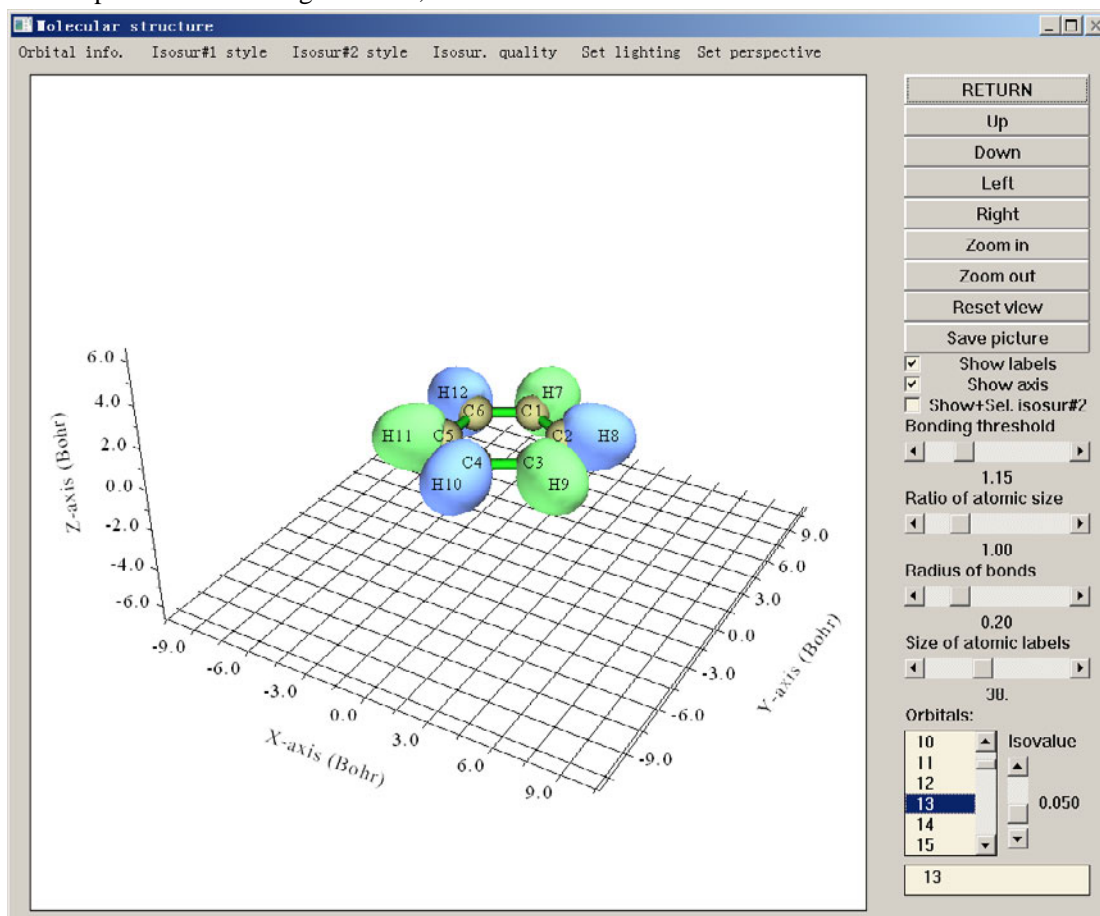 Molecular structure
Orbital info. Isosur#1 style Isosur#2 style Isosur. quality Set lighting Set perspective
RETURN
Up
Down
Left
Right
Zoom in
Zoom out
Reset view
Save picture
Show labels
Show axis
Show+Sel. isosur#2
Bonding threshold
1.15
Ratio of atomic size
1.00
Radius of bonds
0.20
Size of atomic labels
38.
Orbitals:
10
11
12
13
14
15
Isovalue
0.050
13
H12
H7
C6
C1
H11
C5
C2
H8
C4
C3
H10
H9
Z-axis (Bohr)
6.0
4.0
2.0
0.0
-2.0
-4.0
-6.0
X-axis (Bohr)
-9.0
-6.0
-3.0
0.0
3.0
6.0
9.0
Y-axis (Bohr)
9.0
6.0
3.0
0.0
-3.0
-6.0
-9.0